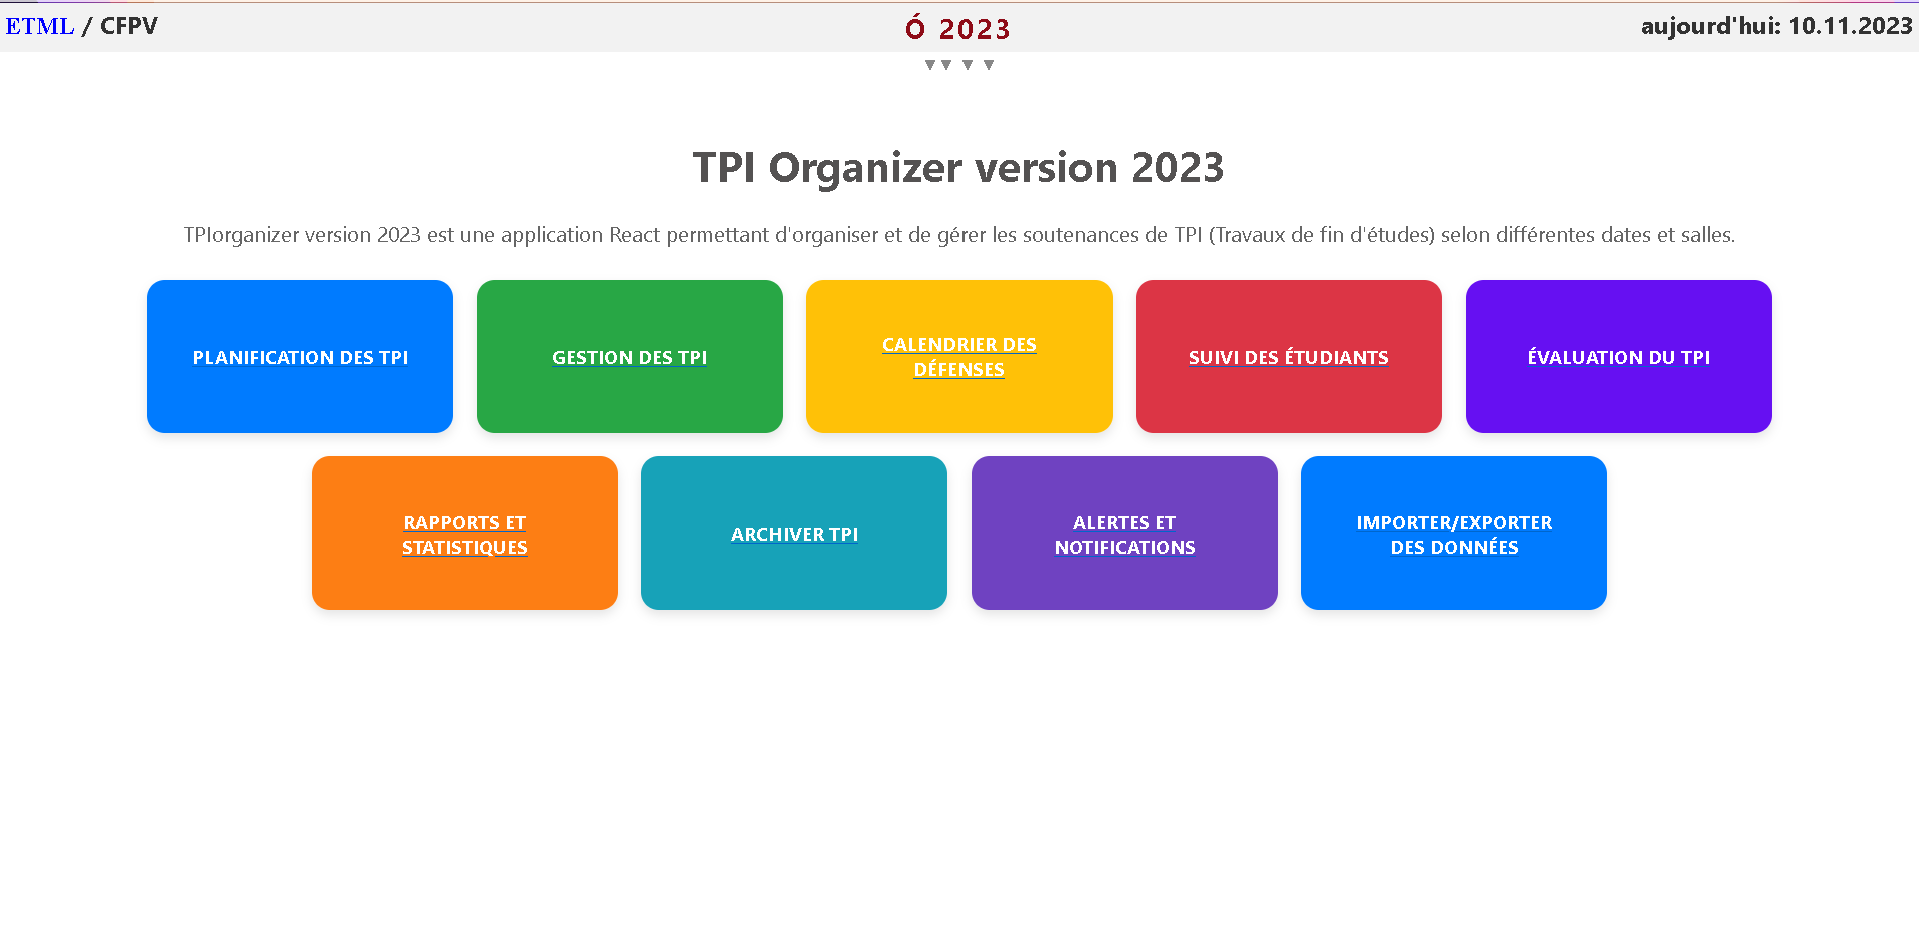 ETML / CFPV
Ó 2023
aujourd'hui: 10.11.2023
▼▼ ▼ ▼
TPI Organizer version 2023
TPIorganizer version 2023 est une application React permettant d'organiser et de gérer les soutenances de TPI (Travaux de fin d'études) selon différentes dates et salles.
PLANIFICATION DES TPI
GESTION DES TPI
CALENDRIER DES
DÉFENSES
SUIVI DES ÉTUDIANTS
ÉVALUATION DU TPI
RAPPORTS ET
STATISTIQUES
ARCHIVER TPI
ALERTES ET
NOTIFICATIONS
IMPORTER/EXPORTER
DES DONNÉES